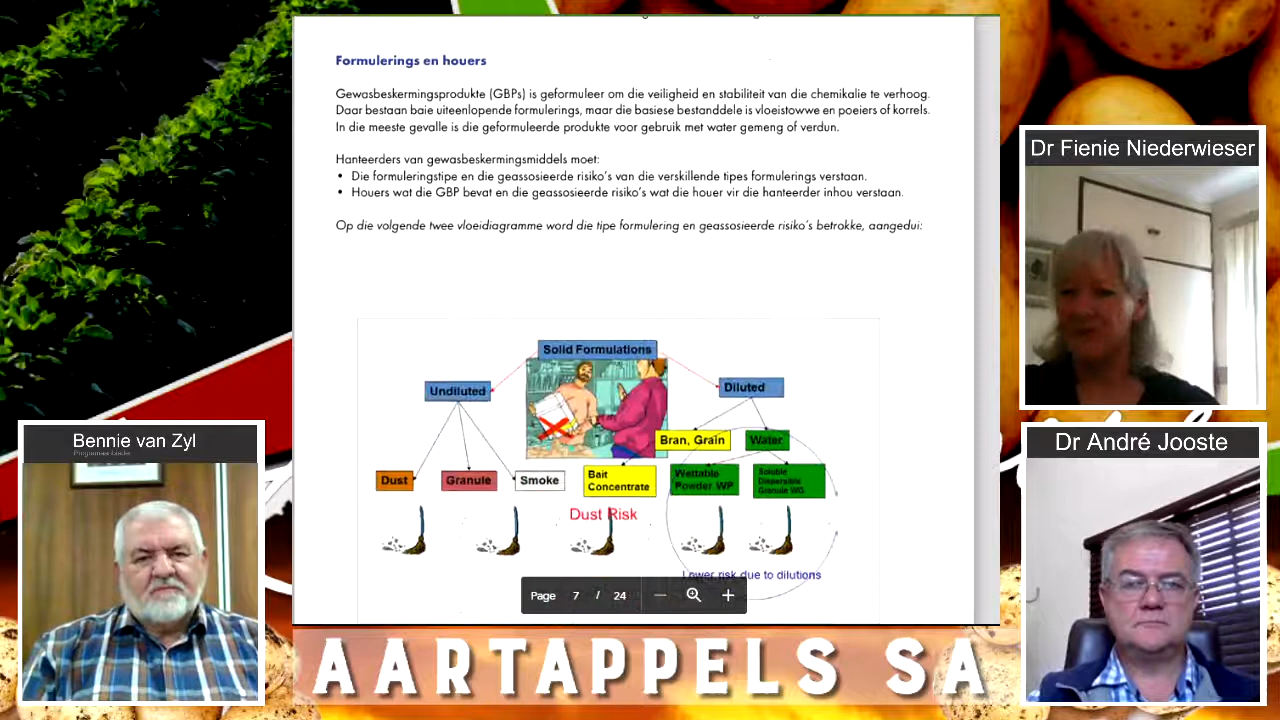 Formulerings en houers
Gewasbeskermingsprodukte (GBPs) is geformuleer om die veiligheid en stabiliteit van die chemikalie te verhoog.
Daar bestaan baie uiteenlopende formulerings, maar die basiese bestanddele is vloeistowwe en poeiers of korrels.
In die meeste gevalle is die geformuleerde produkte voor gebruik met water gemeng of verdun.
Hanteerders van gewasbeskermingsmiddels moet:
• Die formuleringstipe en die geassosieerde risiko's van die verskillende tipes formulerings verstaan.
• Houers wat die GBP bevat en die geassosieerde risiko's wat die houer vir die hanteerder inhou verstaan.
Op die volgende twee vloeidiagramme word die tipe formulering en geassosieerde risiko's betrokke, aangedui:
Solid Formulations
Undiluted
Diluted
Bran, Grain
Water
Dust
Granule
Smoke
Bait
Concentrate
Wettable
Powder WP
Soluble
Dispersible
Granule WG
Dust Risk
Lower risk due to dilutions
Page 7 / 24
Dr Fienie Niederwieser
Bennie van Zyl
Dr André Jooste
AARTAPPELS SA